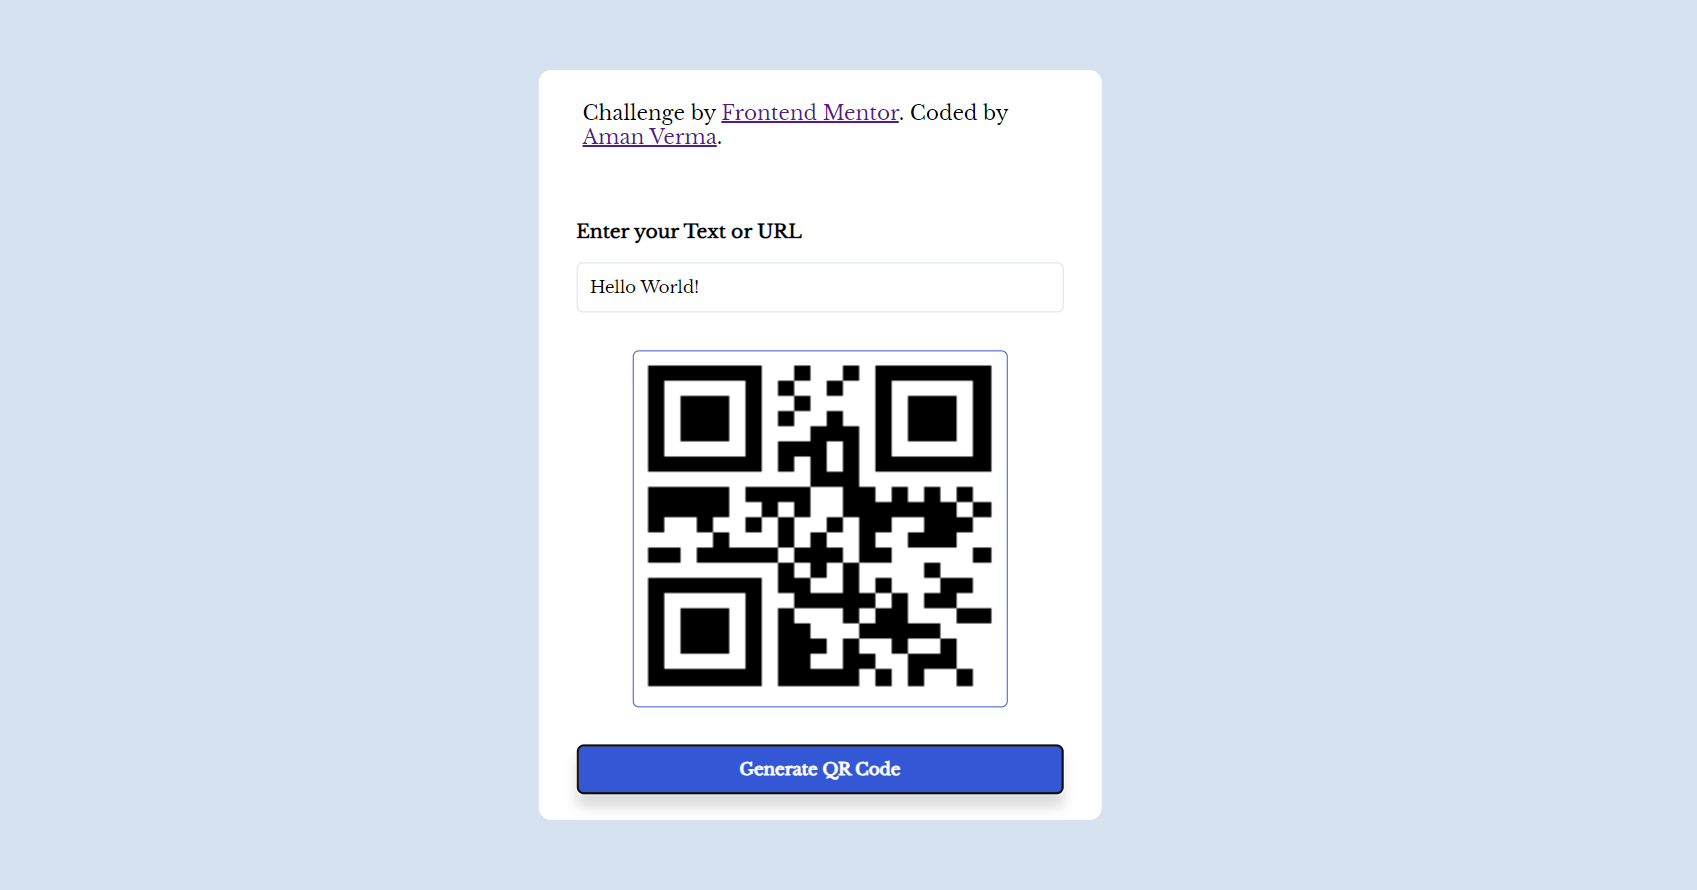 Challenge by Frontend Mentor. Coded by
Aman Verma.
Enter your Text or URL
Hello World!
Generate QR Code